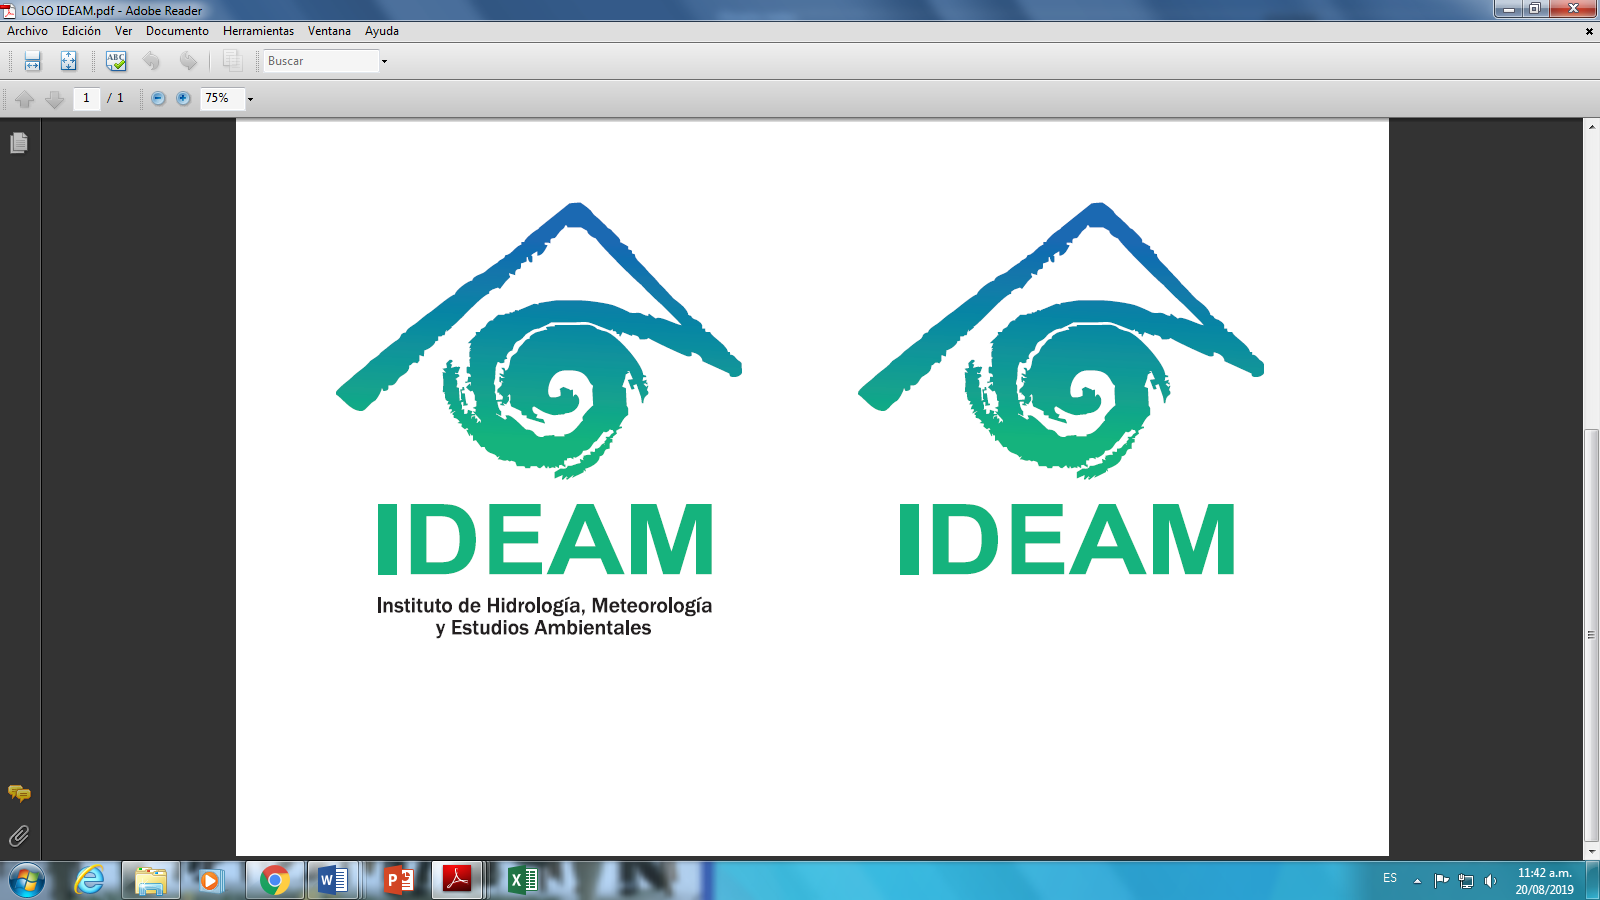 LOGO IDEAM.pdf - Adobe Reader
Archivo Edición Ver Documento Herramientas Ventana Ayuda
ABC
Buscar
1 / 1 75%
IDEAM
Instituto de Hidrología, Meteorología
y Estudios Ambientales
IDEAM
ES
11:42 a.m.
20/08/2019